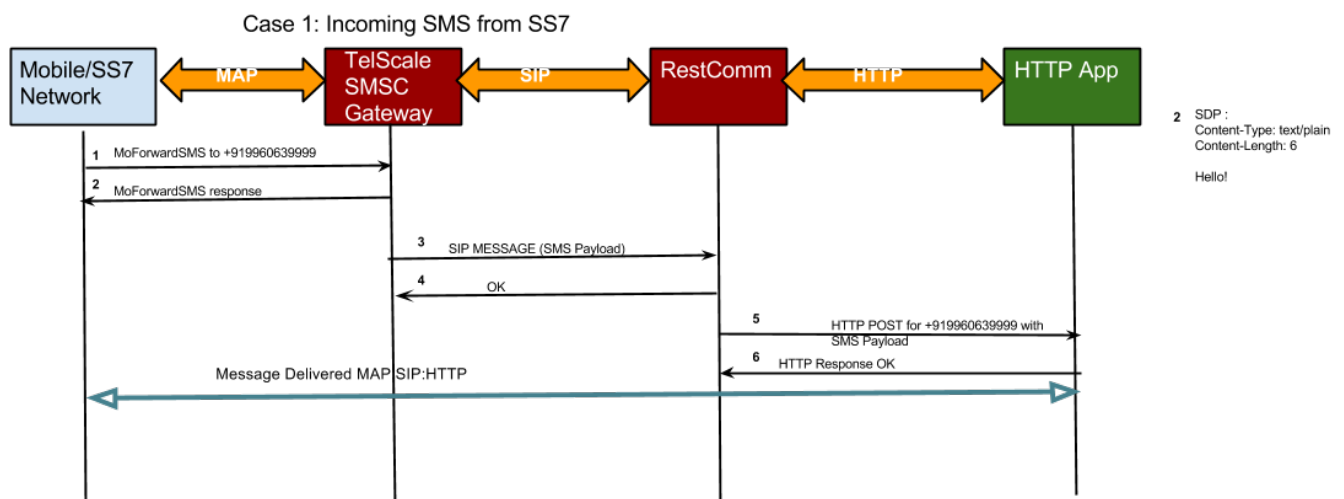 Case 1: Incoming SMS from SS7
Mobile/SS7
Network
MAP
TelScale
SMSC
Gateway
SIP
RestComm
HTTP
HTTP App
2 SDP :
Content-Type: text/plain
Content-Length: 6
Hello!
1 MoForwardSMS to +919960639999
2 MoForwardSMS response
3 SIP MESSAGE (SMS Payload)
4 OK
5 HTTP POST for +919960639999 with
SMS Payload
6 HTTP Response OK
Message Delivered MAP SIP:HTTP